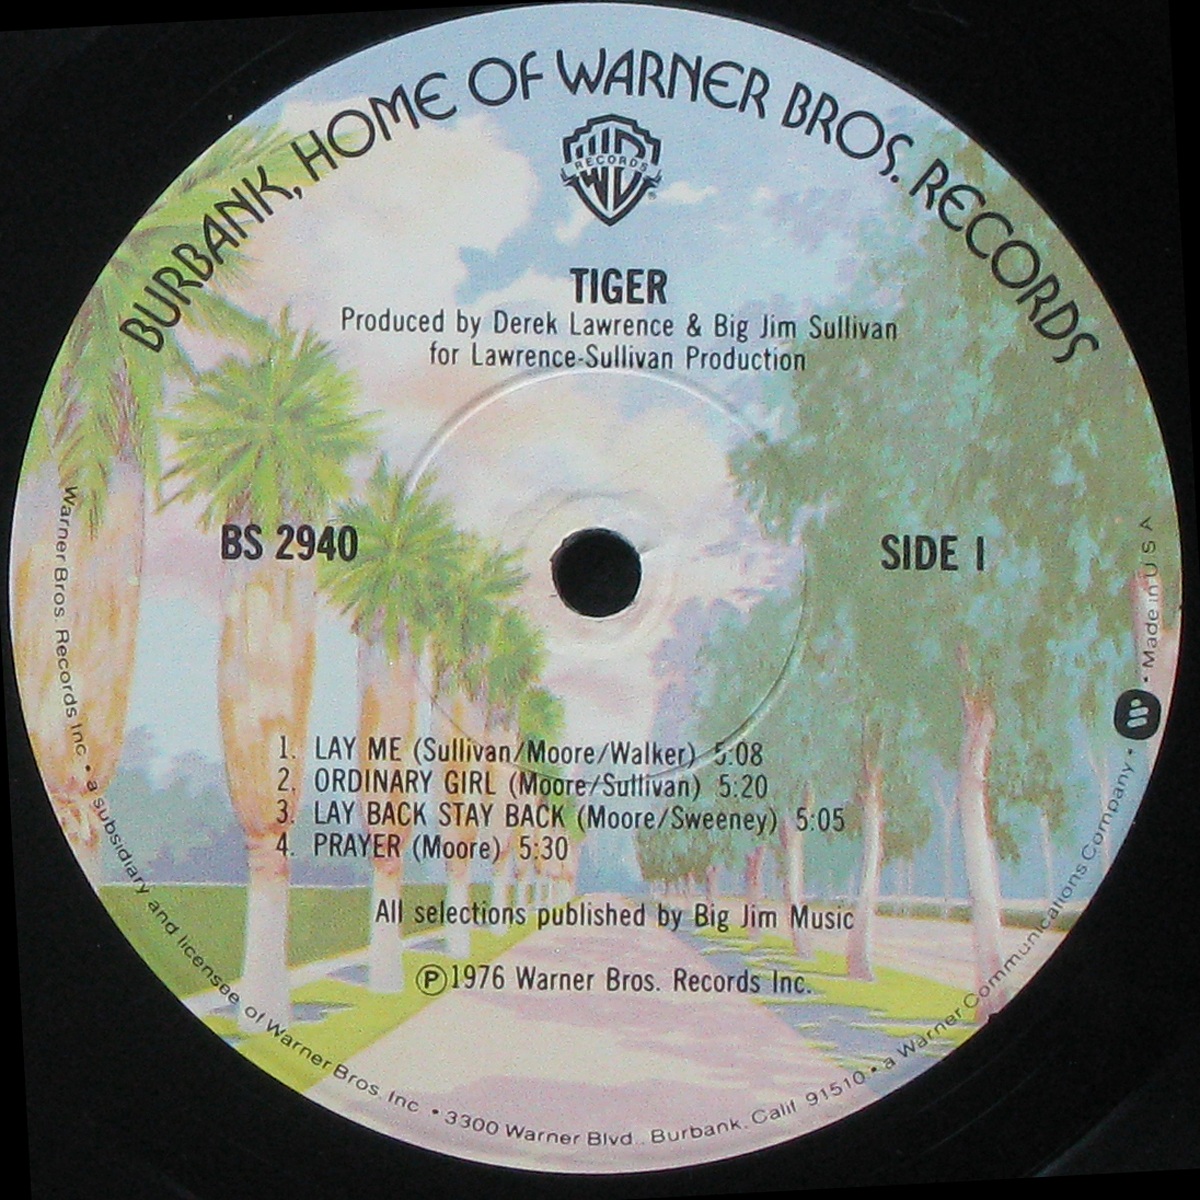 BURBANK, HOME OF WARNER BROS. RECORDS
WB RECORDS ®
TIGER
Produced by Derek Lawrence & Big Jim Sullivan
for Lawrence-Sullivan Production
BS 2940
SIDE 1
1. LAY ME (Sullivan/Moore/Walker) 5:08
2. ORDINARY GIRL (Moore/Sullivan) 5:20
3. LAY BACK STAY BACK (Moore/Sweeney) 5:05
4. PRAYER (Moore) 5:30
All selections published by Big Jim Music
℗1976 Warner Bros. Records Inc.
Warner Bros. Records Inc. • a subsidiary and licensee of Warner Bros. Inc. • 3300 Warner Blvd., Burbank, Calif. 91510 • a Warner Communications Company • Made in U S A